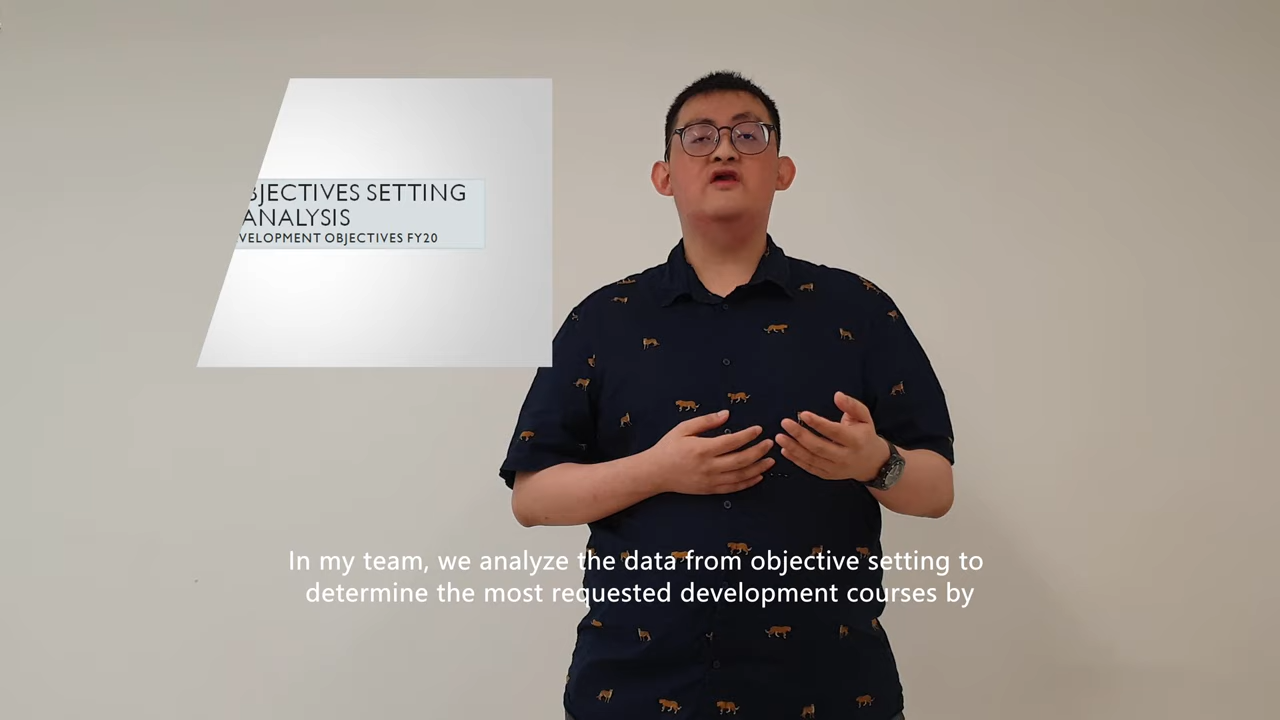 BJECTIVES SETTING
ANALYSIS
VELOPMENT OBJECTIVES FY20
In my team, we analyze the data from objective setting to
determine the most requested development courses by